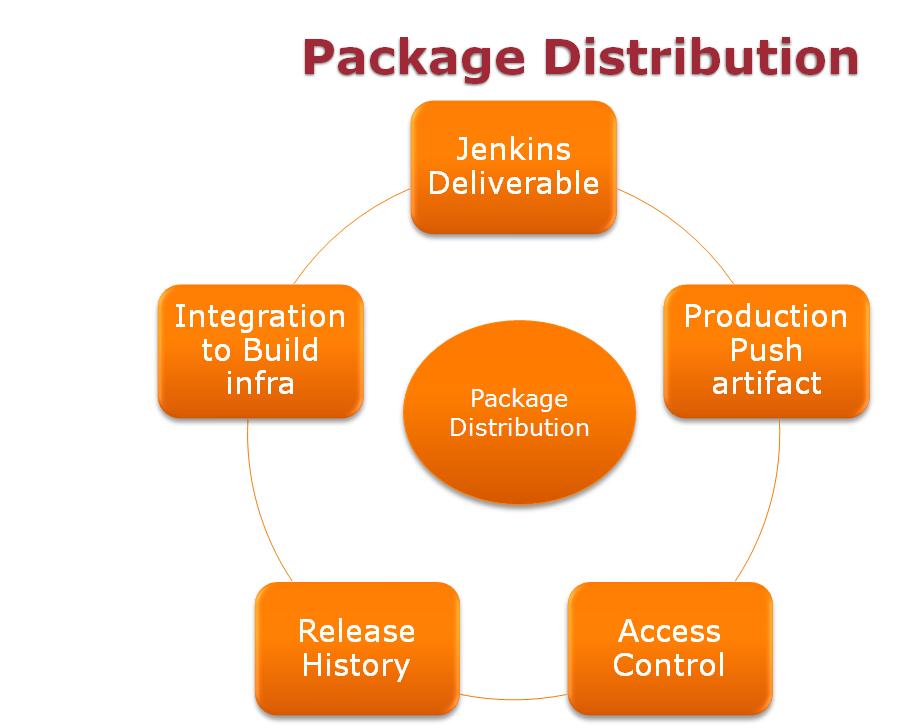 Package Distribution
Jenkins
Deliverable
Production
Push
artifact
Access
Control
Release
History
Integration
to Build
infra
Package
Distribution